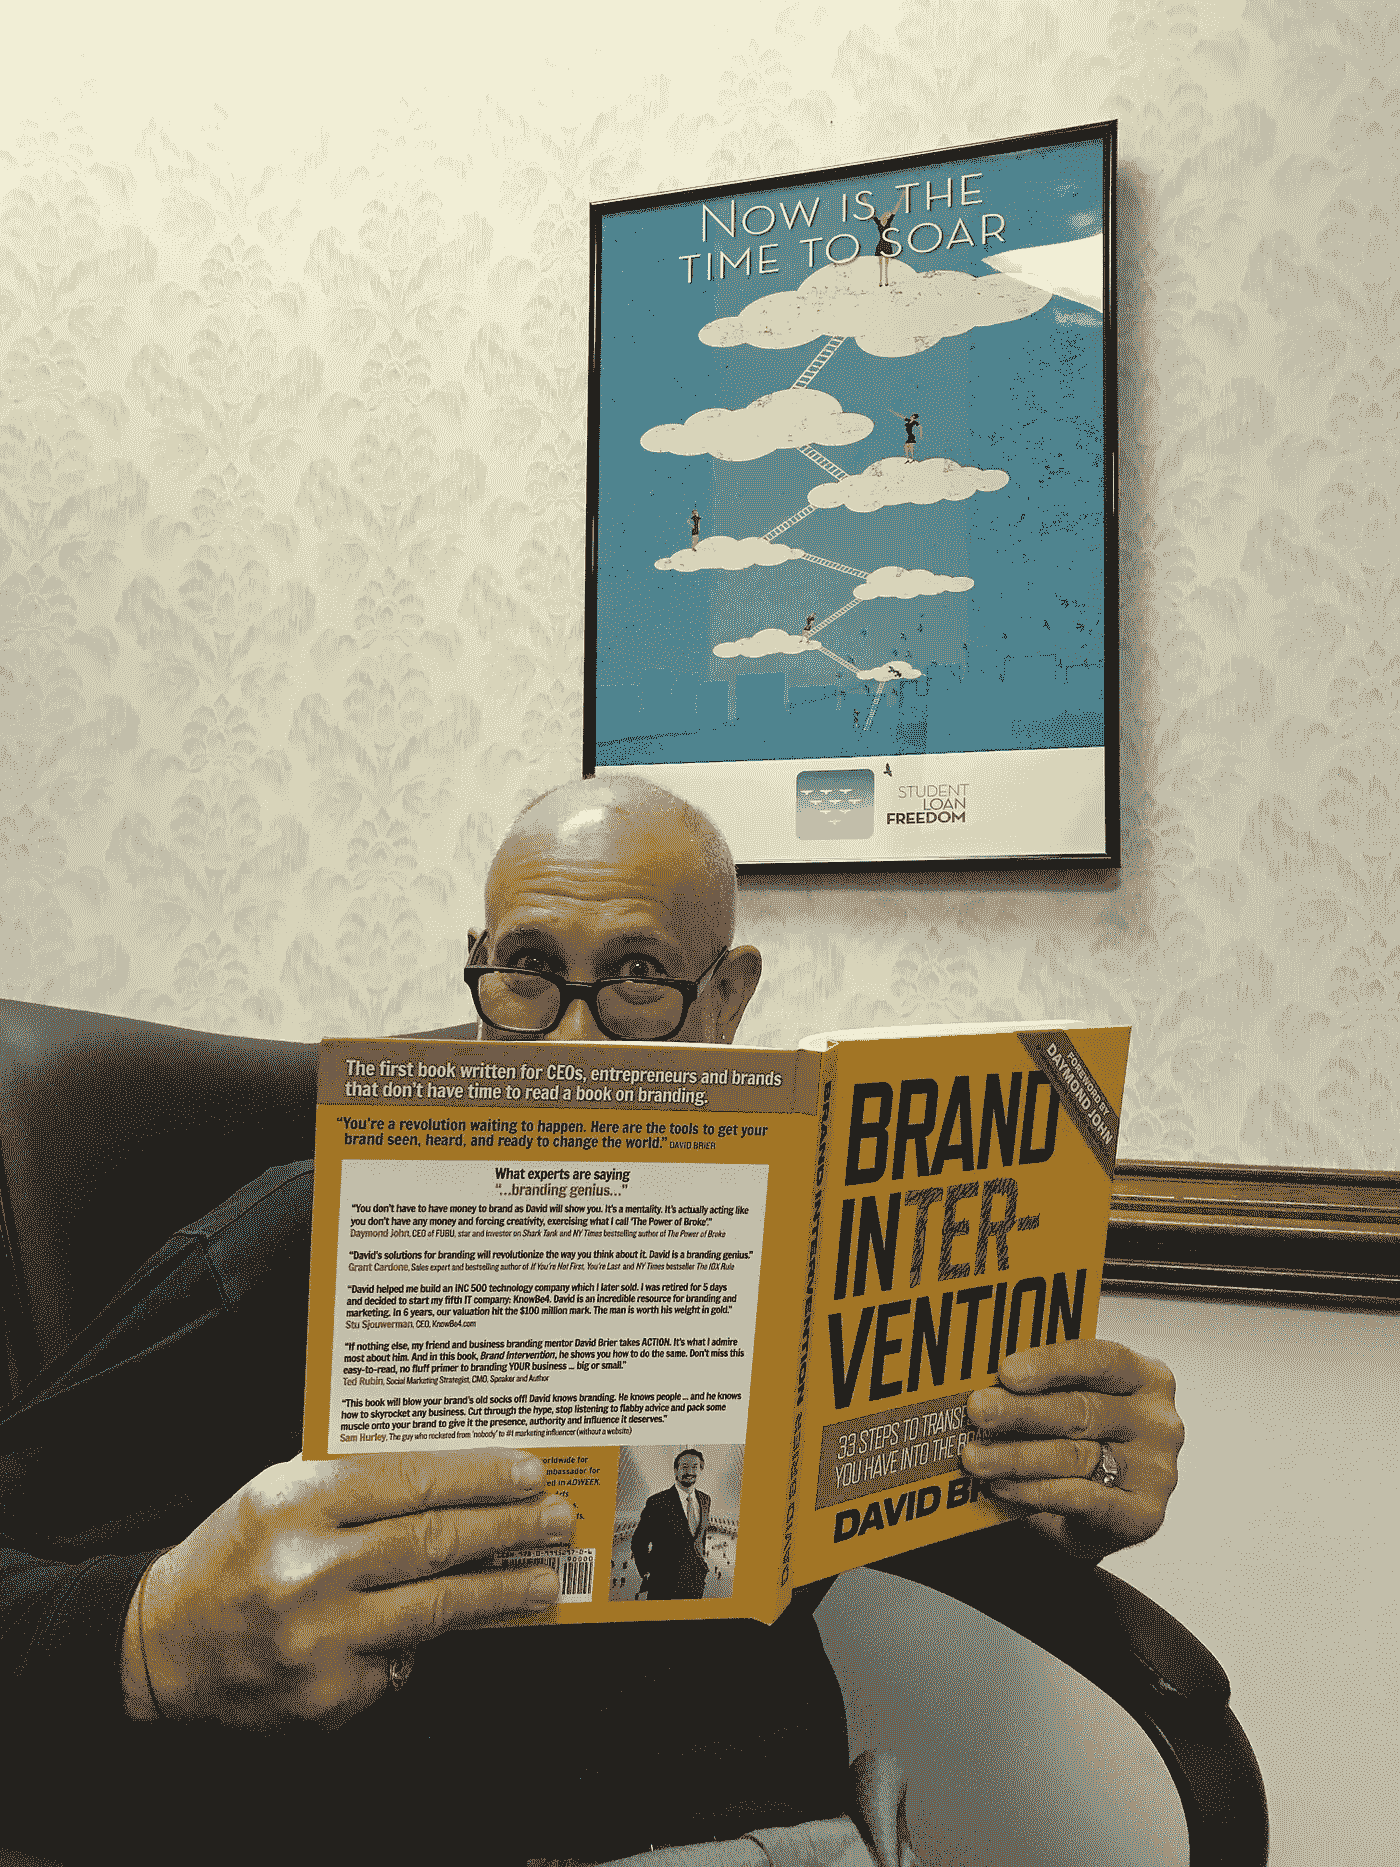 NOW IS THE
TIME TO SOAR
STUDENT
LOAN
FREEDOM
The first book written for CEOs, entrepreneurs and brands
that don't have time to read a book on branding.
"You're a revolution waiting to happen. Here are the tools to get your
brand seen, heard, and ready to change the world." DAVID BRIER
What experts are saying
"...branding genius..."
"You don't have to have money to brand as David will show you. It's a mentality. It's actually acting like
you don't have any money and forcing creativity, exercising what I call 'The Power of Broke'."
Daymond John, CEO of FUBU, star and investor on Shark Tank and NY Times bestselling author of The Power of Broke
"David's solutions for branding will revolutionize the way you think about it. David is a branding genius."
Grant Cardone, Sales expert and bestselling author of If You're Not First, You're Last and NY Times bestseller The 10X Rule
"David helped me build an INC 500 technology company which I later sold. I was retired for 5 days
and decided to start my fifth IT company: KnowBe4. David is an incredible resource for branding and
marketing. In 6 years, our valuation hit the $100 million mark. The man is worth his weight in gold."
Stu Sjouwerman, CEO, KnowBe4.com
"If nothing else, my friend and business branding mentor David Brier takes ACTION. It's what I admire
most about him. And in this book, Brand Intervention, he shows you how to do the same. Don't miss this
easy-to-read, no fluff primer to branding YOUR business ... big or small."
Ted Rubin, Social Marketing Strategist, CMO, Speaker and Author
"This book will blow your brand's old socks off! David knows branding. He knows people ... and he knows
how to skyrocket any business. Cut through the hype, stop listening to flabby advice and pack some
muscle onto your brand to give it the presence, authority and influence it deserves."
Sam Hurley, The guy who rocketed from 'nobody' to #1 marketing influencer (without a website)
orldwide for
mbassador for
ed in ADWEEK,
90000
FOREWORD BY
DAYMOND JOHN
BRAND
INTER-
VENTION
33 STEPS TO TRANS
YOU HAVE INTO THE
DAVID BR